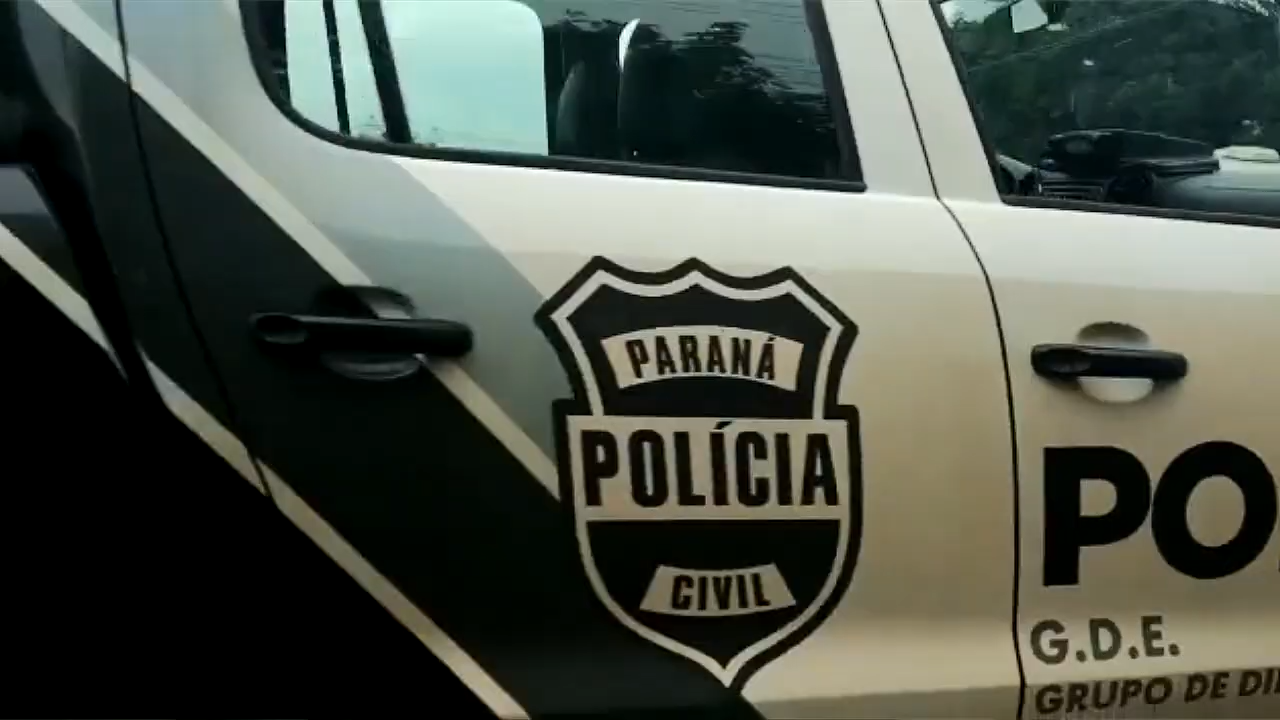 PARANÁ
POLÍCIA
CIVIL
PO
G.D.E.
GRUPO DE